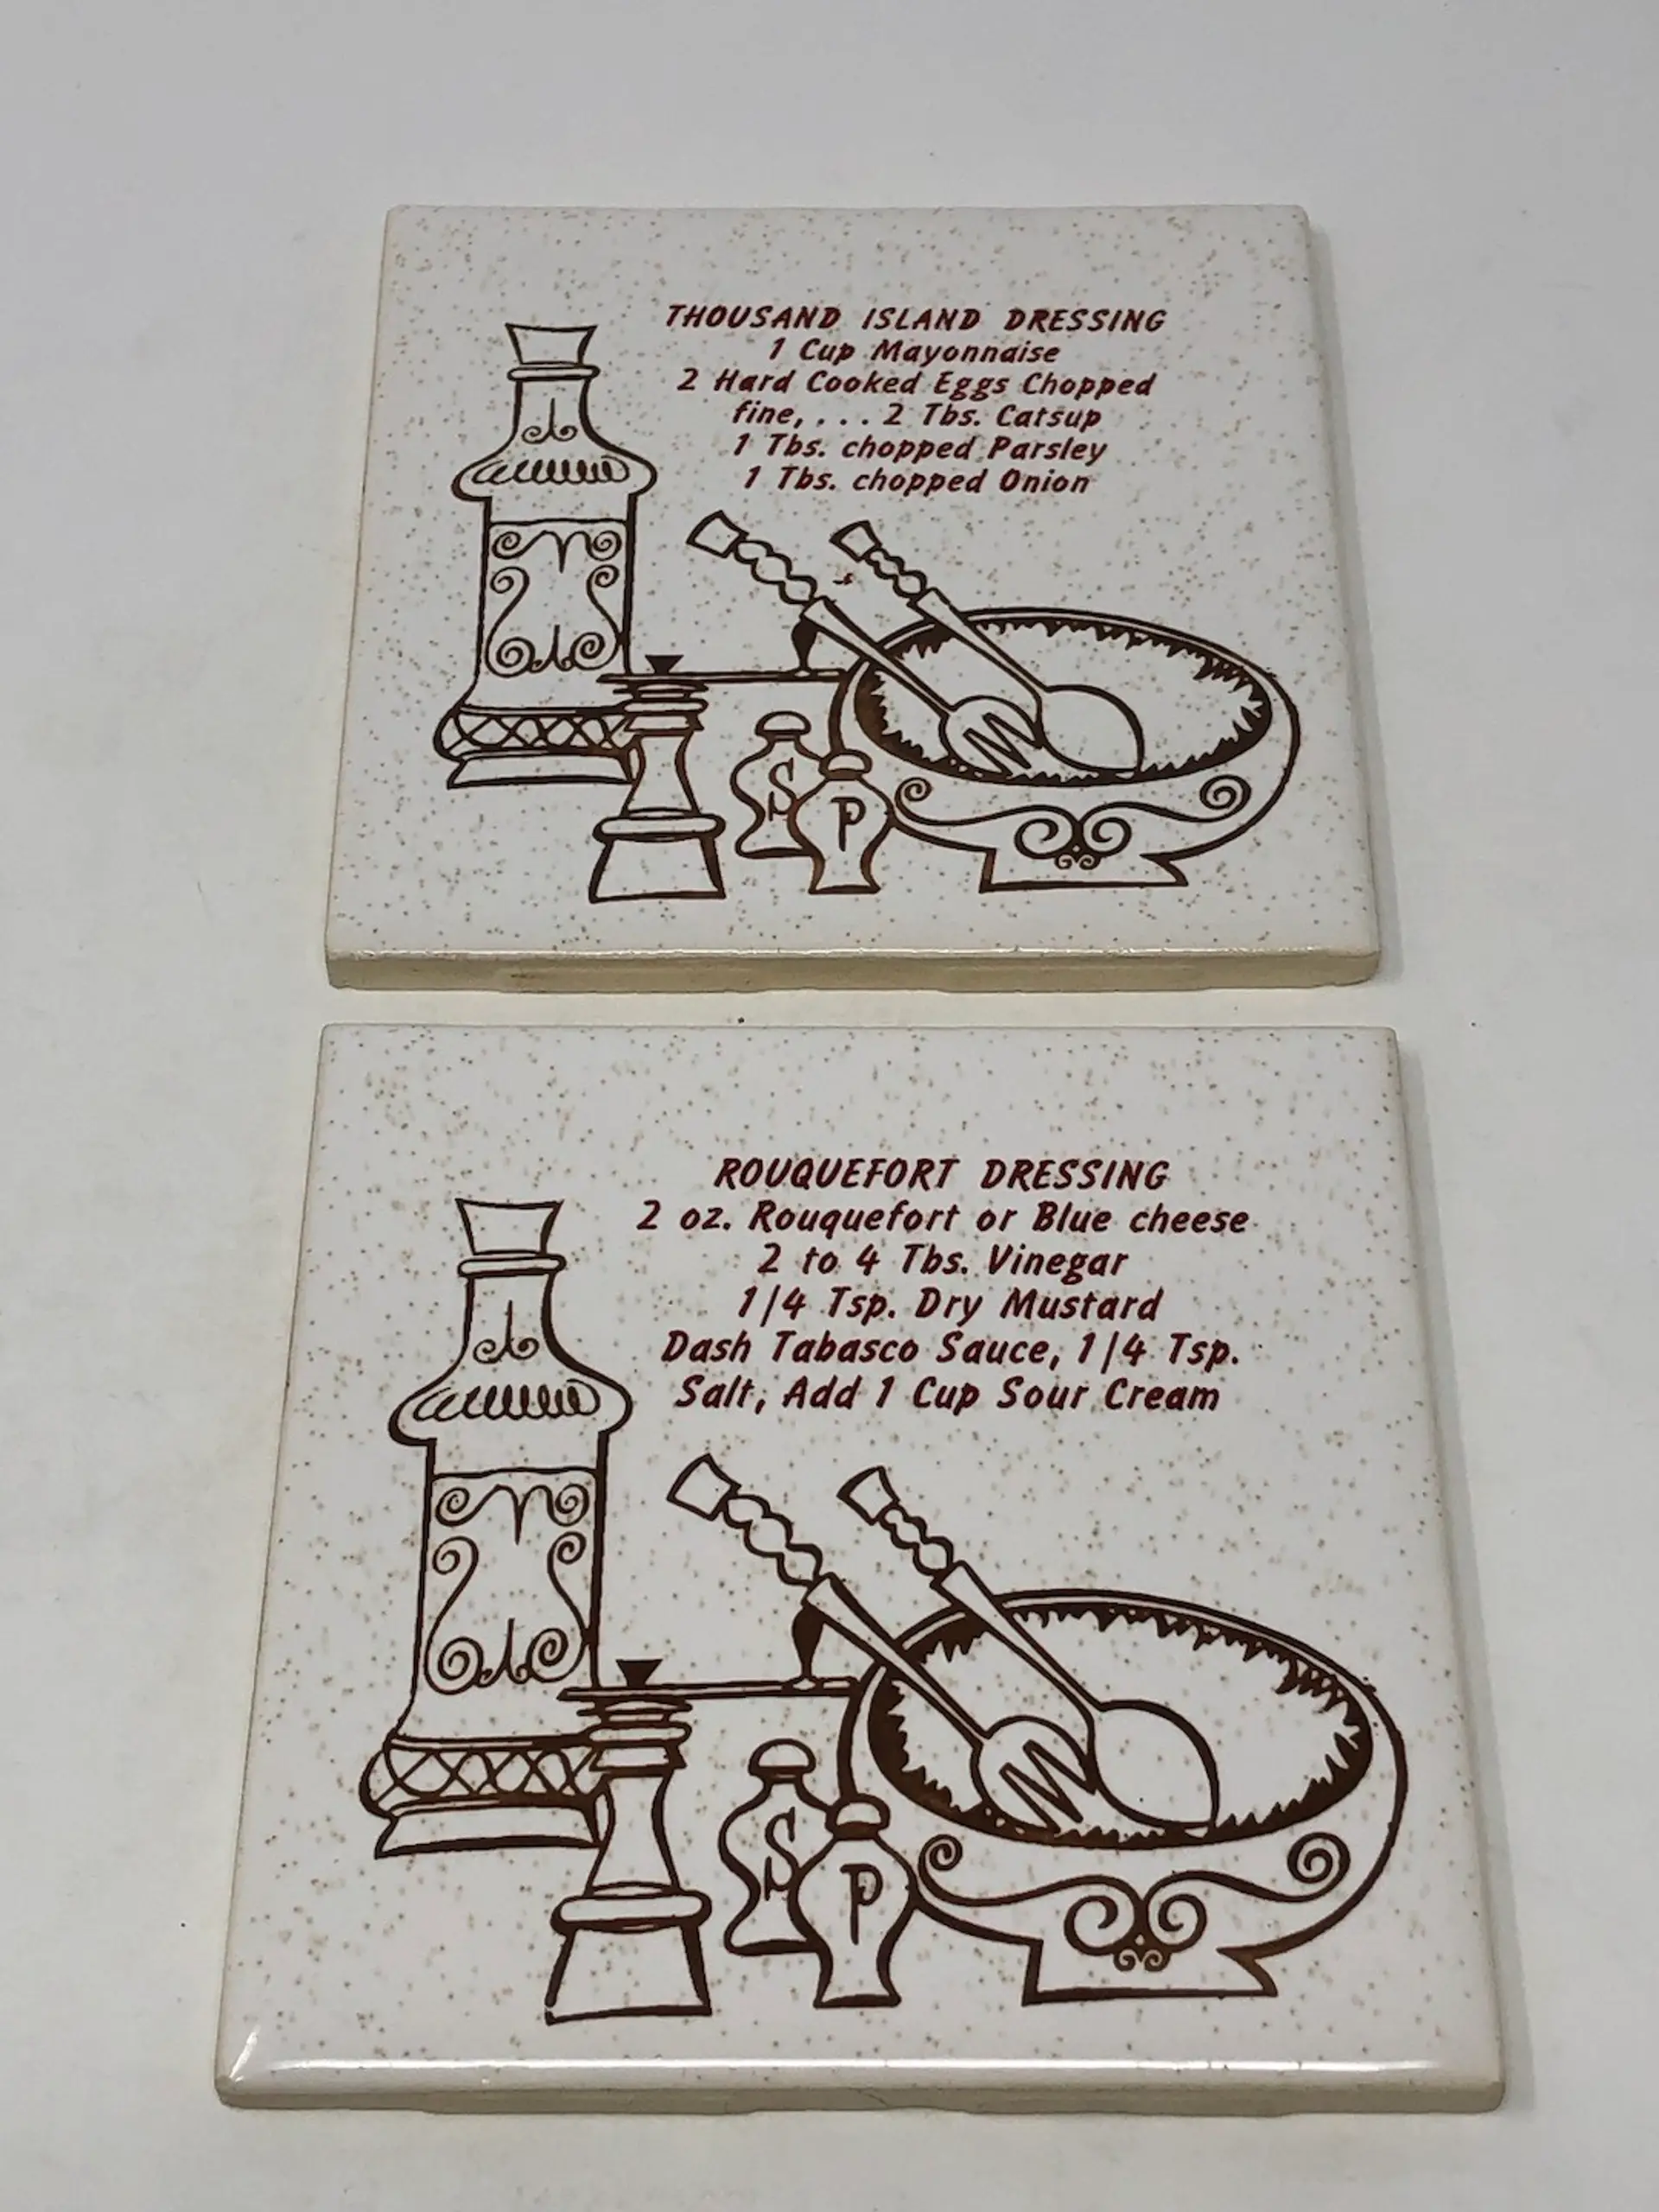 THOUSAND ISLAND DRESSING
1 Cup Mayonnaise
2 Hard Cooked Eggs Chopped
fine, . . . 2 Tbs. Catsup
1 Tbs. chopped Parsley
1 Tbs. chopped Onion
S
P
ROUQUEFORT DRESSING
2 oz. Rouquefort or Blue cheese
2 to 4 Tbs. Vinegar
1/4 Tsp. Dry Mustard
Dash Tabasco Sauce, 1/4 Tsp.
Salt, Add 1 Cup Sour Cream
S
P